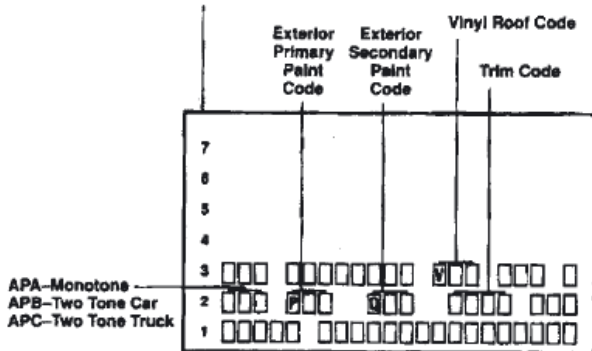 Vinyl Roof Code
Exterior
Primary
Paint
Code
Exterior
Secondary
Paint
Code
Trim Code
7
6
5
4
3 V
APA-Monotone
APB-Two Tone Car
APC-Two Tone Truck
2 P Q
1